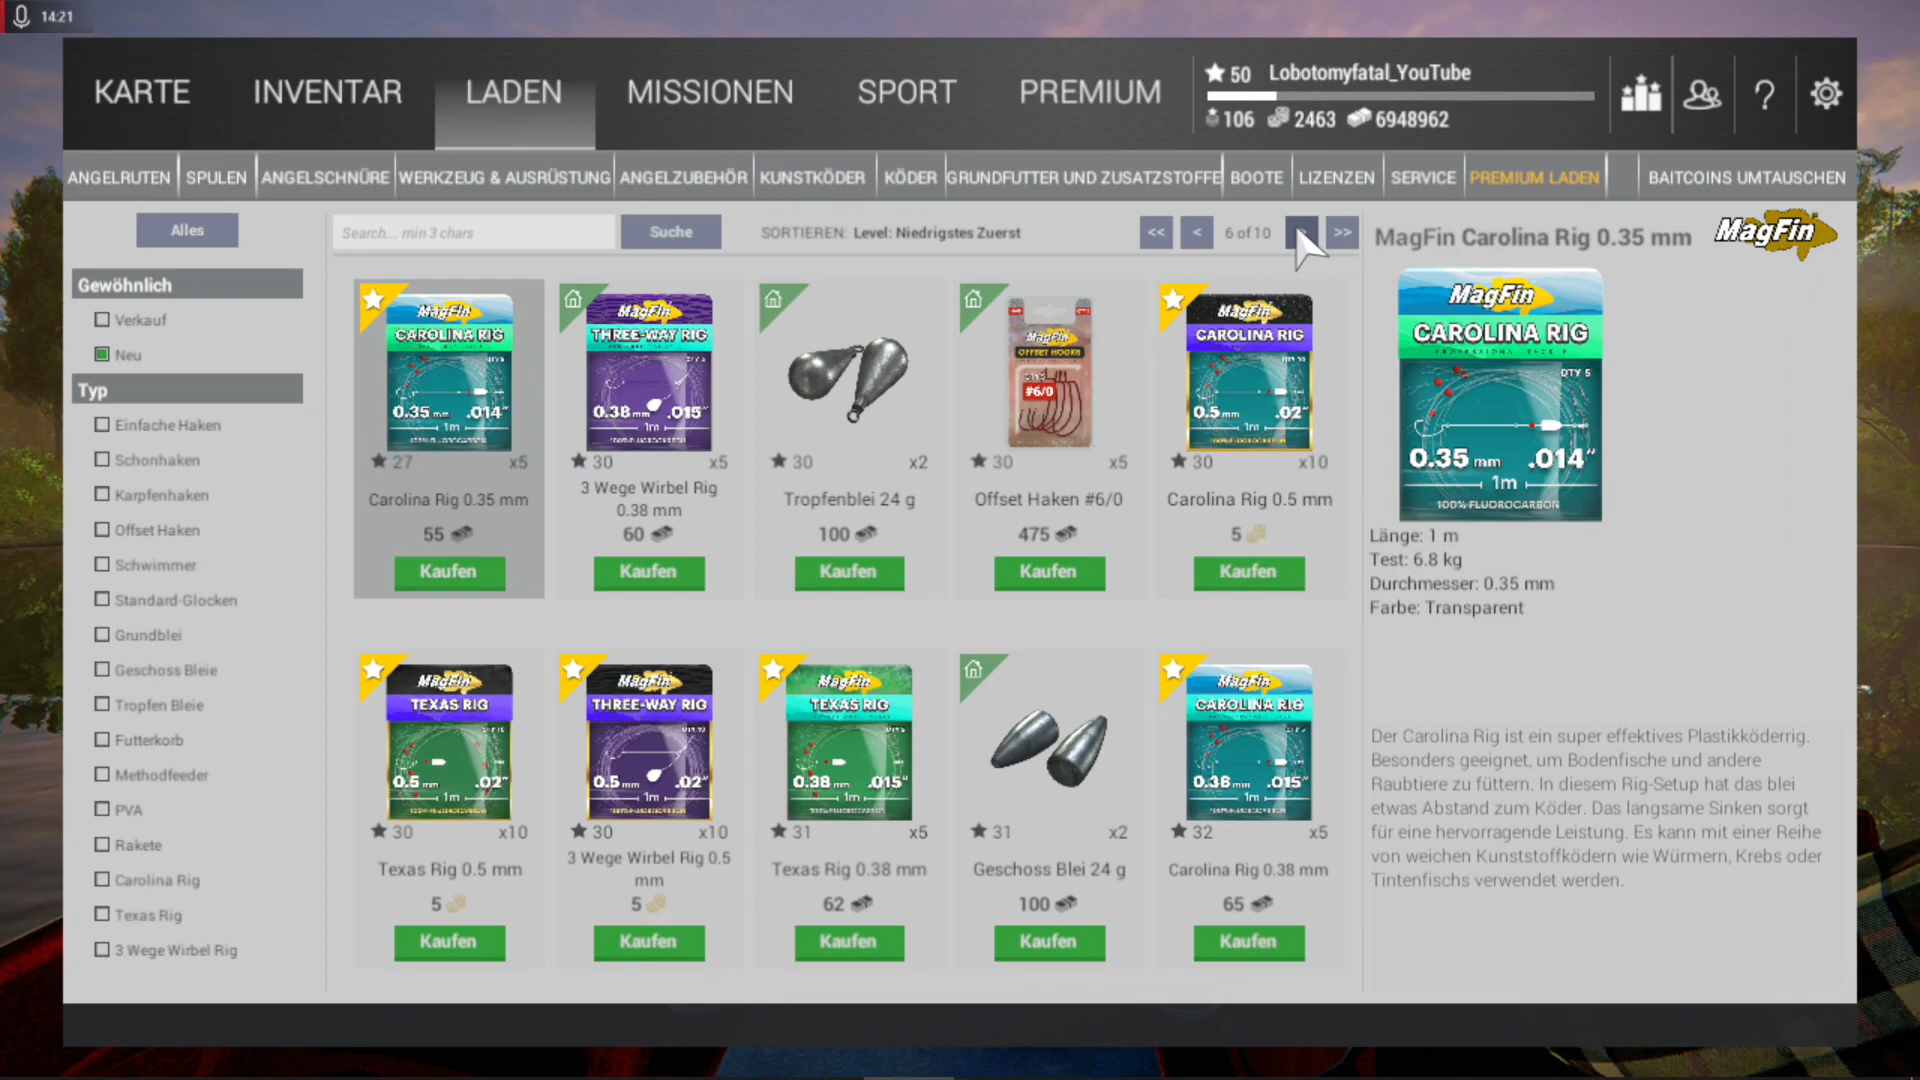 14:21
KARTE
INVENTAR
LADEN
MISSIONEN
SPORT
PREMIUM
50 Lobotomyfatal_YouTube
106 2463 6948962
?
ANGELRUTEN
SPULEN
ANGELSCHNÜRE
WERKZEUG & AUSRÜSTUNG
ANGELZUBEHÖR
KUNSTKÖDER
KÖDER
GRUNDFUTTER UND ZUSATZSTOFFE
BOOTE
LIZENZEN
SERVICE
PREMIUM LADEN
BAITCOINS UMTAUSCHEN
Alles
Gewöhnlich
Verkauf
Neu
Typ
Einfache Haken
Schonhaken
Karpfenhaken
Offset Haken
Schwimmer
Standard-Glocken
Grundblei
Geschoss Bleie
Tropfen Bleie
Futterkorb
Methodfeeder
PVA
Rakete
Carolina Rig
Texas Rig
3 Wege Wirbel Rig
Search... min 3 chars
Suche
SORTIEREN: Level: Niedrigstes Zuerst
<<
<
6 of 10
>>
MagFin
CAROLINA RIG
0.35 mm .014"
1m
100% FLUOROCARBON
27 x5
Carolina Rig 0.35 mm
55
Kaufen
MagFin
THREE-WAY RIG
0.38 mm .015"
1m
100% FLUOROCARBON
30 x5
3 Wege Wirbel Rig
0.38 mm
60
Kaufen
30 x2
Tropfenblei 24 g
100
Kaufen
MagFin
OFFSET HOOKS
#6/0
30 x5
Offset Haken #6/0
475
Kaufen
MagFin
CAROLINA RIG
0.5 mm .02"
1m
100% FLUOROCARBON
30 x10
Carolina Rig 0.5 mm
5
Kaufen
MagFin
TEXAS RIG
0.5 mm .02"
1m
100% FLUOROCARBON
30 x10
Texas Rig 0.5 mm
5
Kaufen
MagFin
THREE-WAY RIG
0.5 mm .02"
1m
100% FLUOROCARBON
30 x10
3 Wege Wirbel Rig 0.5
mm
5
Kaufen
MagFin
TEXAS RIG
0.38 mm .015"
1m
100% FLUOROCARBON
31 x5
Texas Rig 0.38 mm
62
Kaufen
31 x2
Geschoss Blei 24 g
100
Kaufen
MagFin
CAROLINA RIG
0.38 mm .015"
1m
100% FLUOROCARBON
32 x5
Carolina Rig 0.38 mm
65
Kaufen
MagFin Carolina Rig 0.35 mm
MagFin
MagFin
CAROLINA RIG
PROFESSIONAL TACKLE
QTY 5
0.35 mm .014"
1m
100% FLUOROCARBON
Länge: 1 m
Test: 6.8 kg
Durchmesser: 0.35 mm
Farbe: Transparent
Der Carolina Rig ist ein super effektives Plastikköderrig.
Besonders geeignet, um Bodenfische und andere
Raubtiere zu füttern. In diesem Rig-Setup hat das blei
etwas Abstand zum Köder. Das langsame Sinken sorgt
für eine hervorragende Leistung. Es kann mit einer Reihe
von weichen Kunststoffködern wie Würmern, Krebs oder
Tintenfischs verwendet werden.